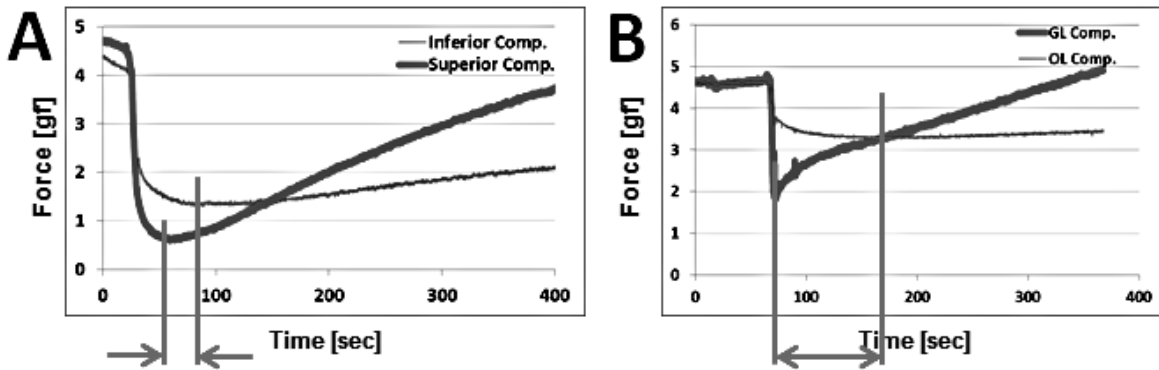 A
Force [gf]
5
4
3
2
1
0
Inferior Comp.
Superior Comp.
0 100 200 300 400
Time [sec]
B
Force [gf]
6
5
4
3
2
1
0
GL Comp.
OL Comp.
0 100 200 300 400
Time [sec]